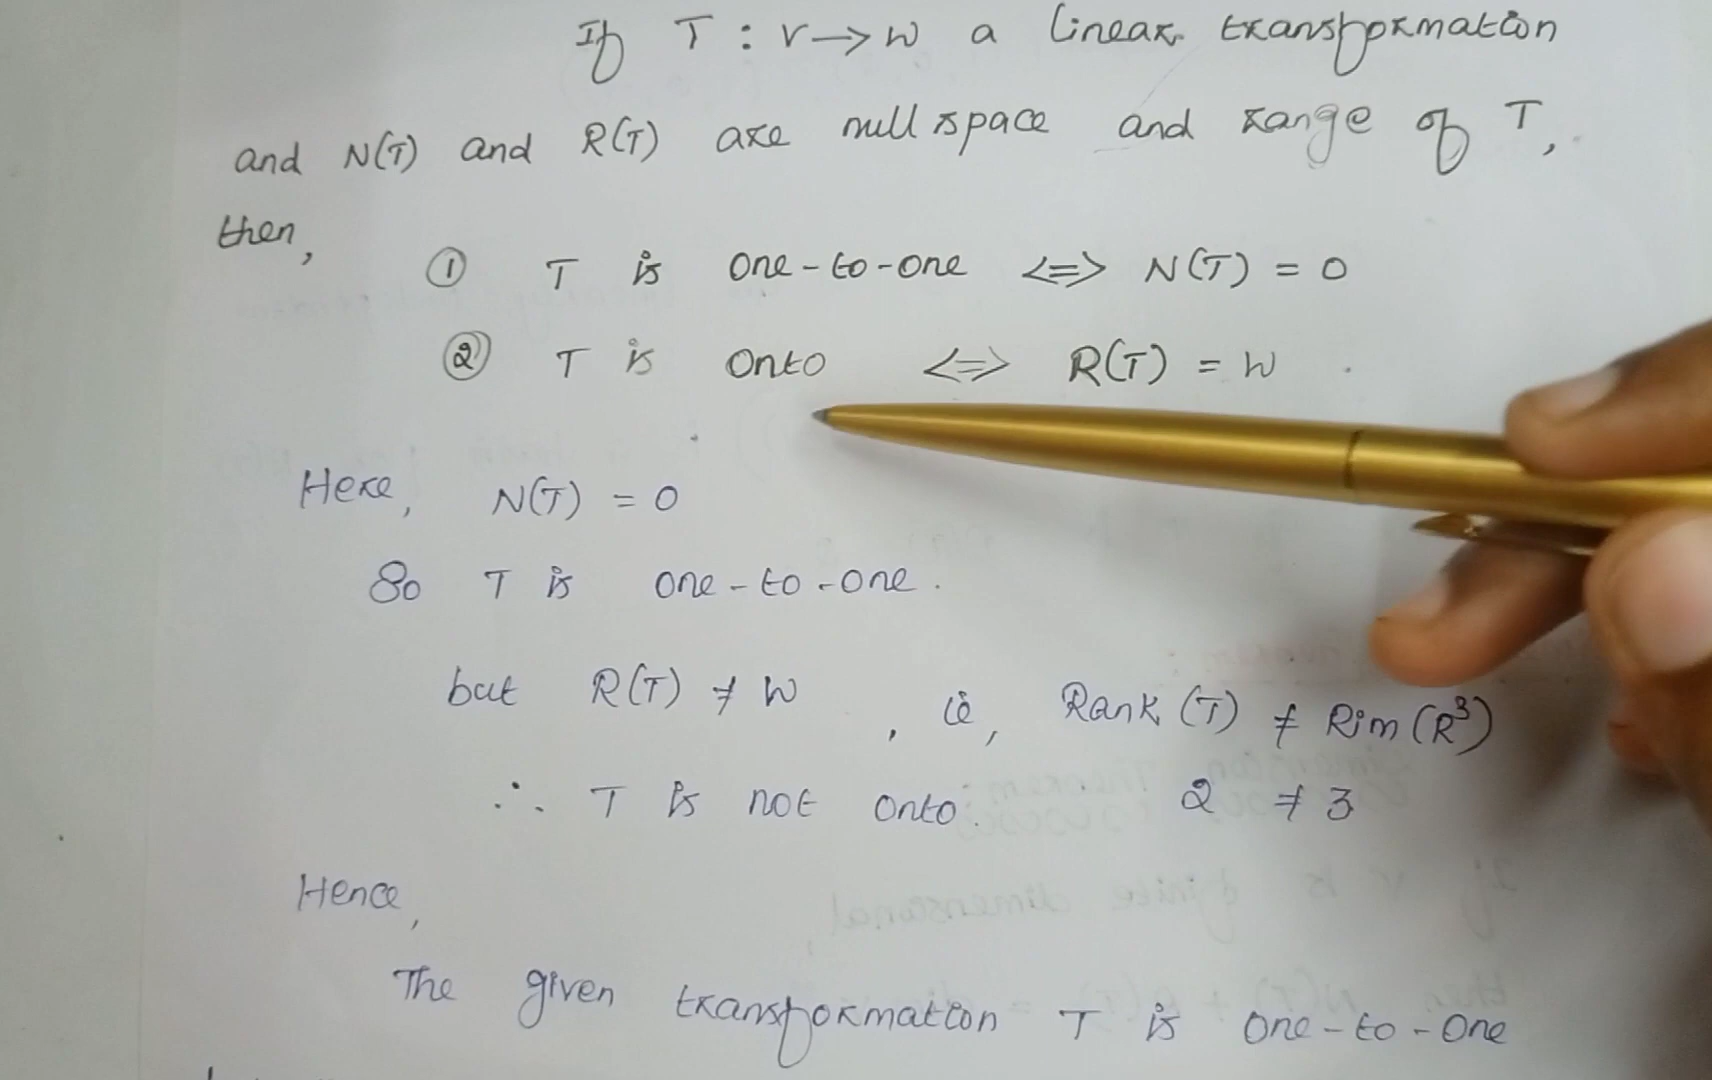 If T : V → W a linear transformation
and N(T) and R(T) are null space and range of T,
then,
① T is one-to-one <=> N(T) = 0
② T is onto <=> R(T) = W
Here, N(T) = 0
So T is one-to-one.
but R(T) ≠ W, ie, Rank (T) ≠ Rim (R³)
∴ T is not onto. 2 ≠ 3
Hence,
The given transformation T is one-to-one